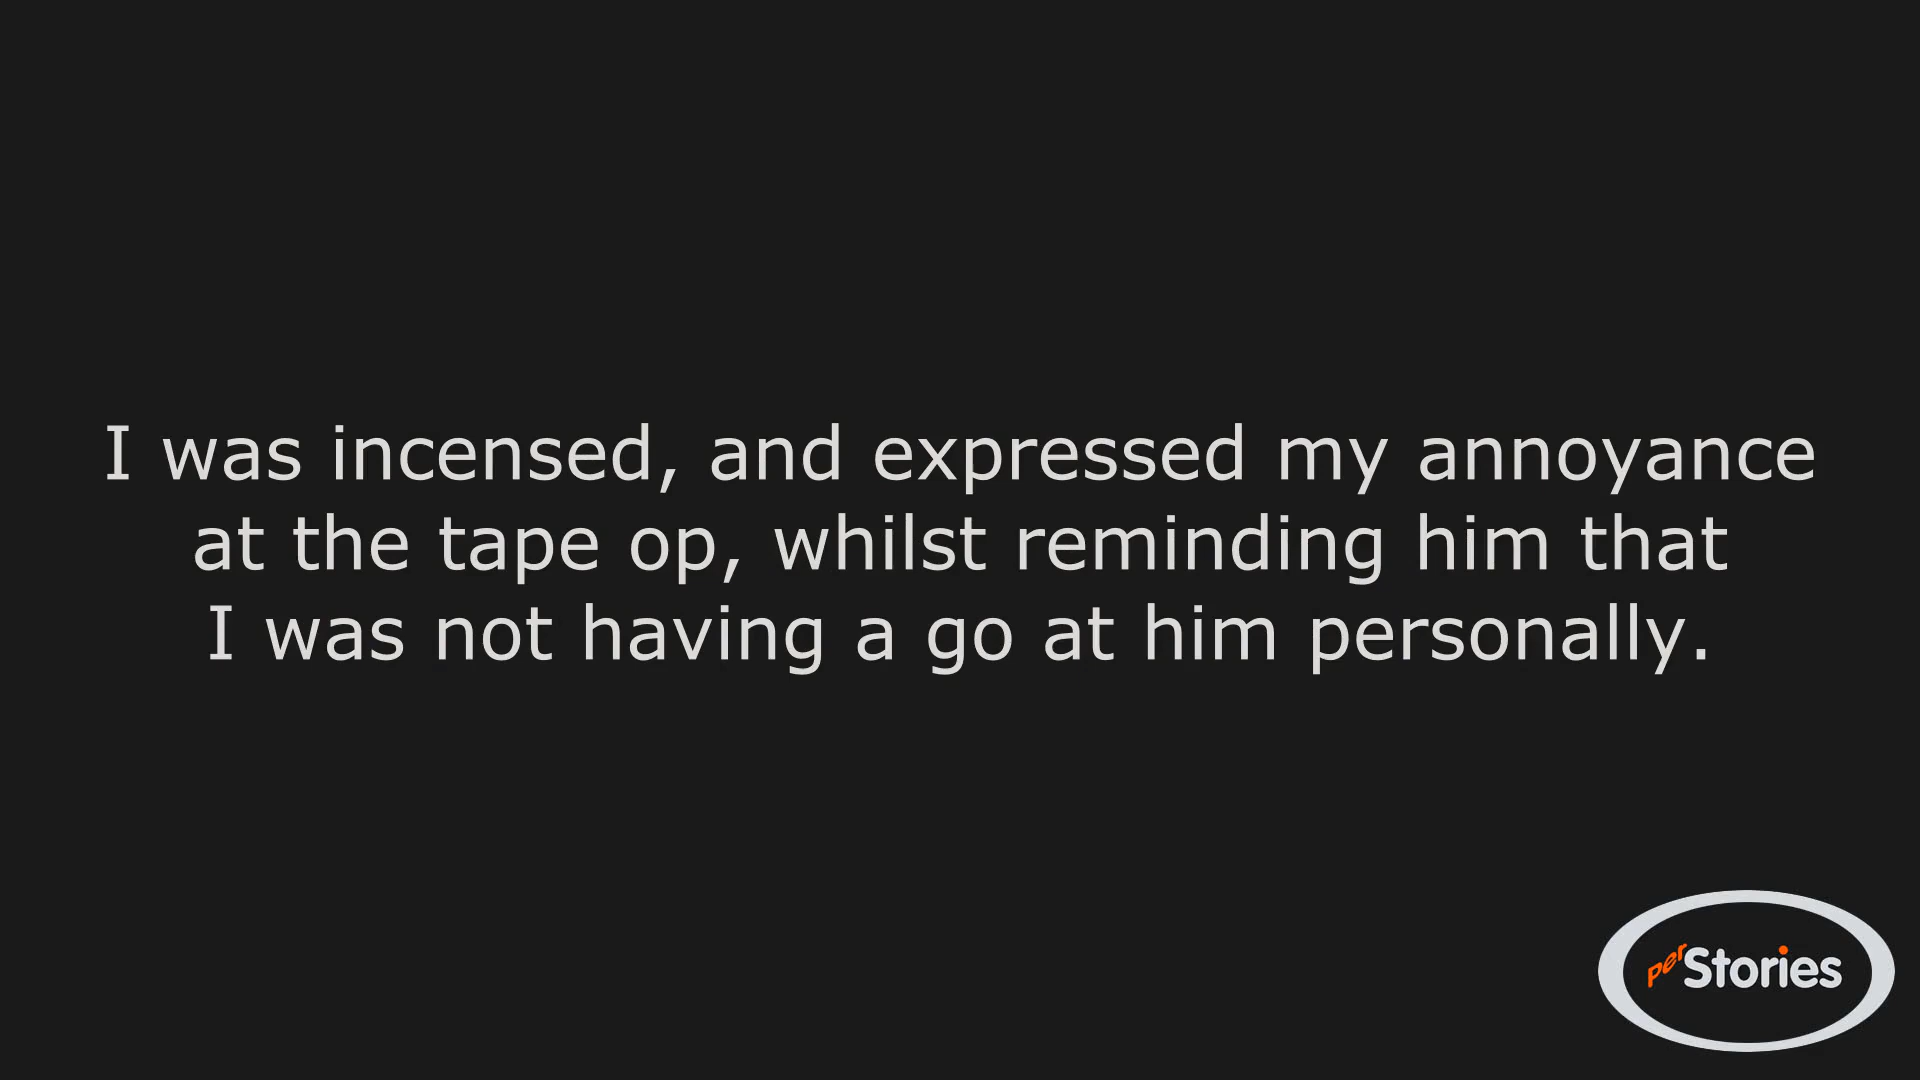 I was incensed, and expressed my annoyance
at the tape op, whilst reminding him that
I was not having a go at him personally.
perStories